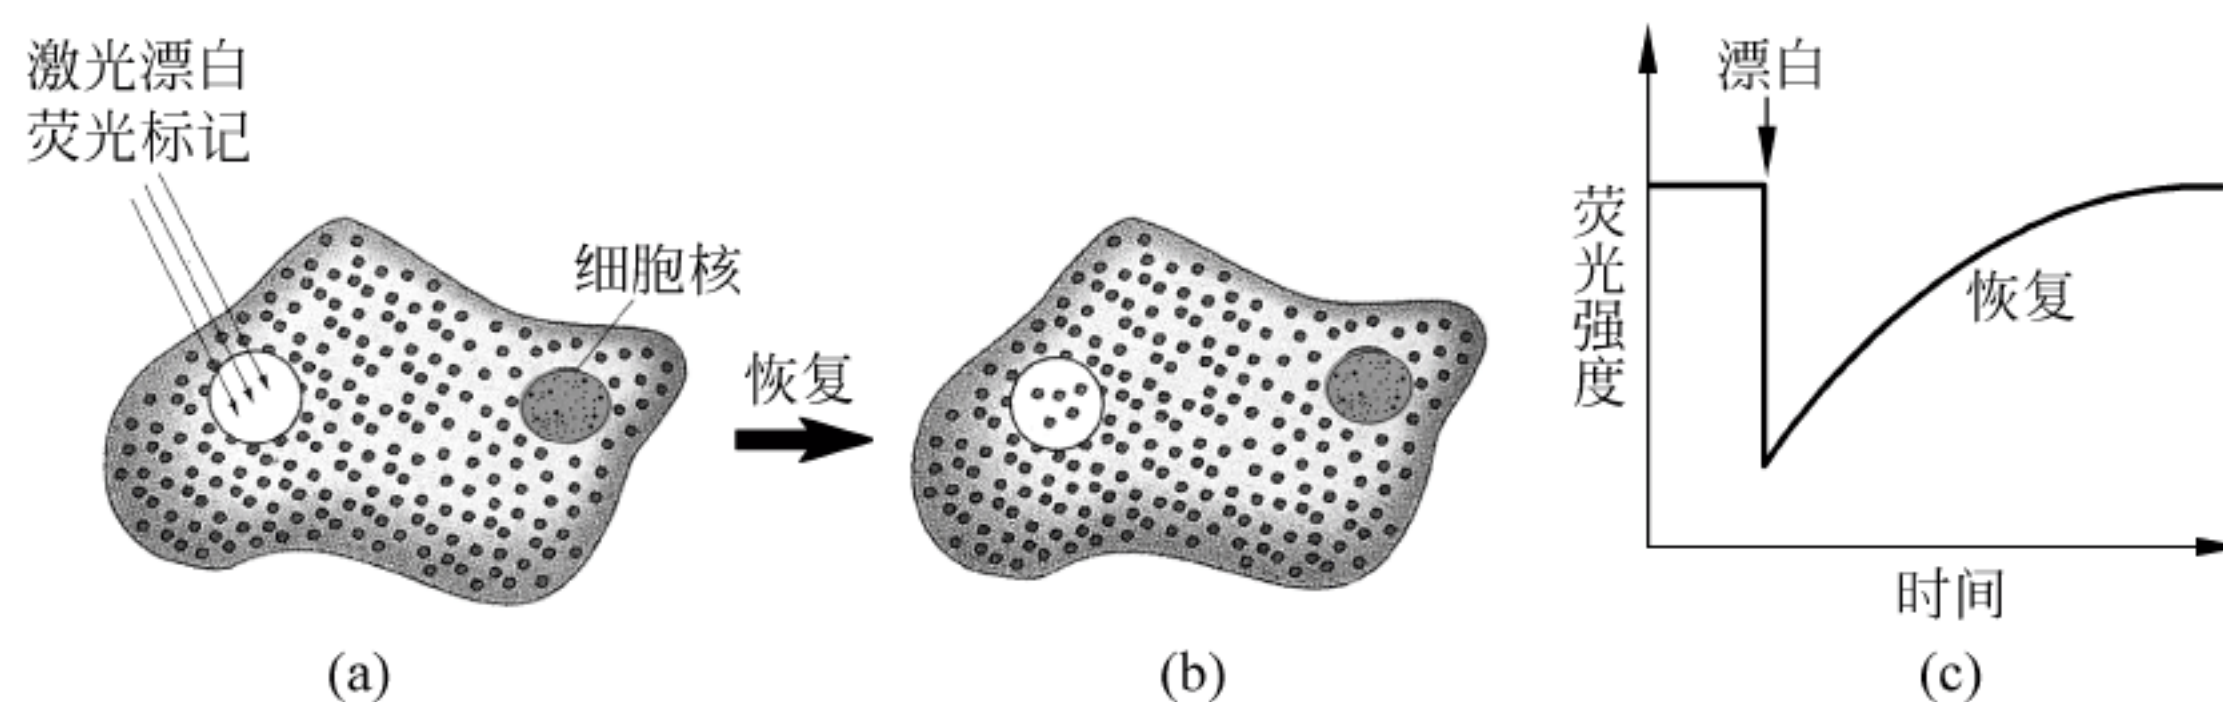 激光漂白
荧光标记
细胞核
恢复
(a)
(b)
漂白
荧光强度
恢复
时间
(c)